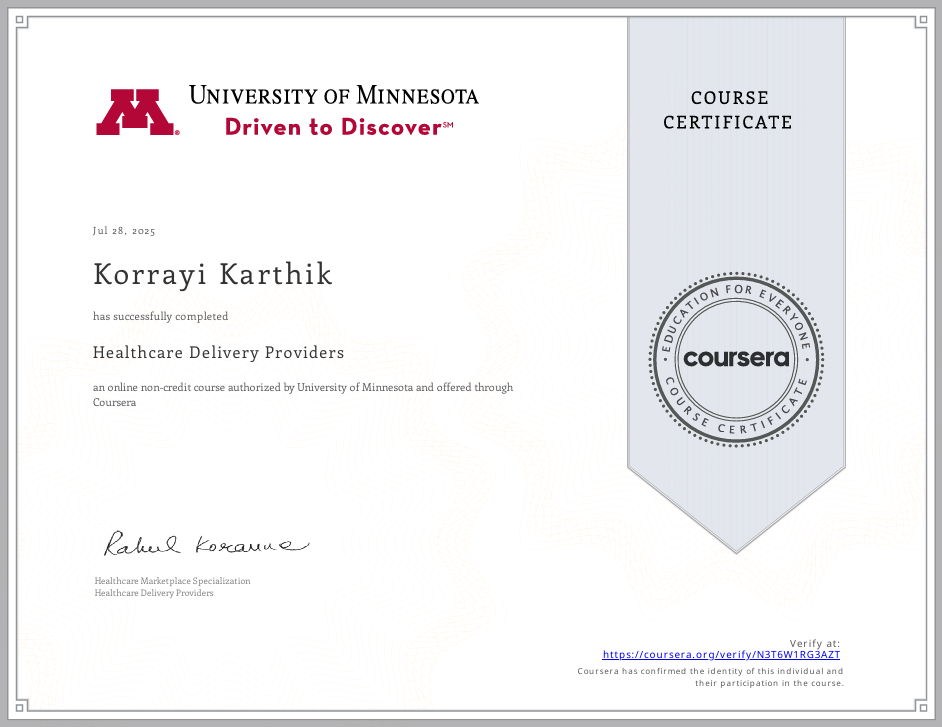 UNIVERSITY OF MINNESOTA
Driven to Discover℠
®
COURSE
CERTIFICATE
Jul 28, 2025
Korrayi Karthik
has successfully completed
Healthcare Delivery Providers
an online non-credit course authorized by University of Minnesota and offered through
Coursera
EDUCATION FOR EVERYONE
coursera
COURSE CERTIFICATE
Rahul Koranne
Healthcare Marketplace Specialization
Healthcare Delivery Providers
Verify at:
https://coursera.org/verify/N3T6W1RG3AZT
Coursera has confirmed the identity of this individual and
their participation in the course.